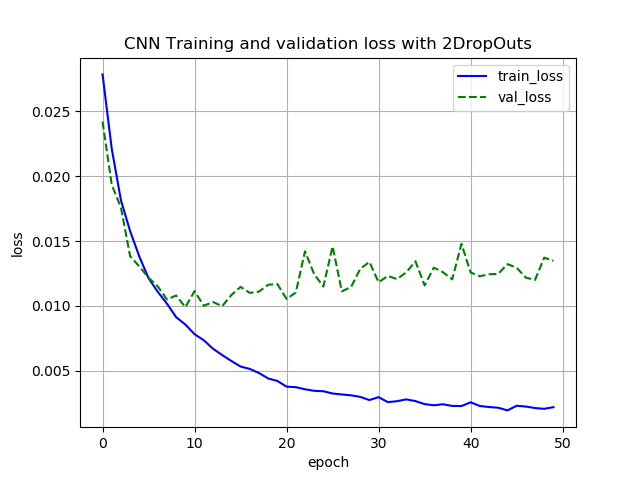 CNN Training and validation loss with 2DropOuts
train_loss
val_loss
0.025
0.020
0.015
0.010
0.005
loss
0 10 20 30 40 50
epoch